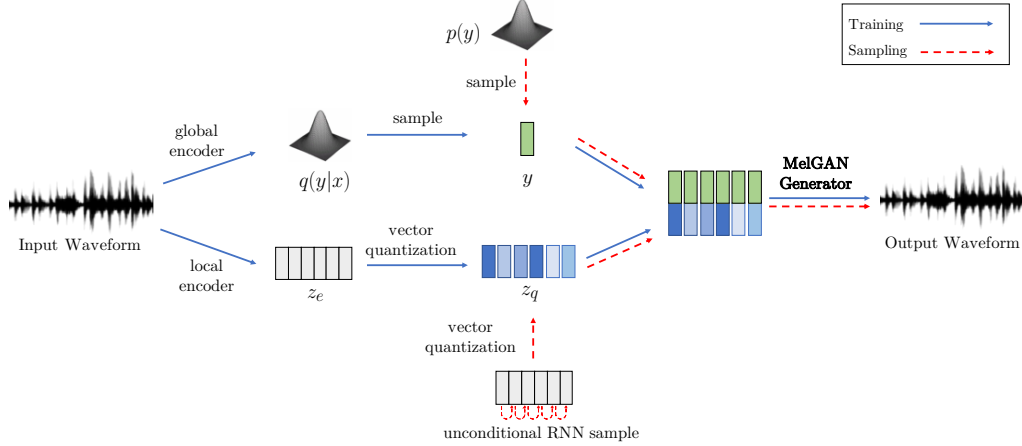 p(y)
Training
Sampling
sample
global
encoder
sample
q(y|x)
y
MelGAN
Generator
Input Waveform
Output Waveform
local
encoder
vector
quantization
z_e
z_q
vector
quantization
unconditional RNN sample